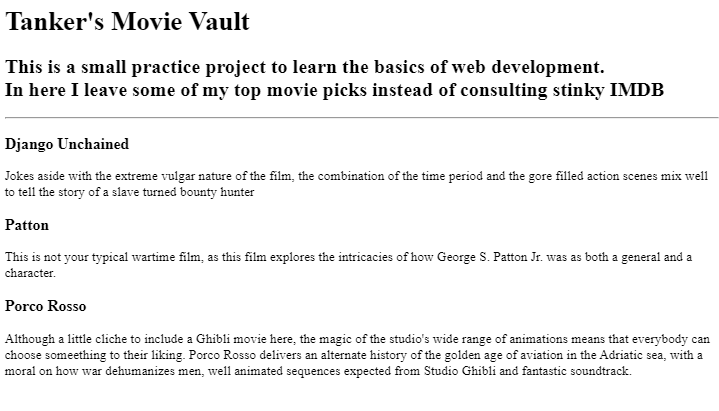 Tanker's Movie Vault
This is a small practice project to learn the basics of web development.
In here I leave some of my top movie picks instead of consulting stinky IMDB
Django Unchained
Jokes aside with the extreme vulgar nature of the film, the combination of the time period and the gore filled action scenes mix well
to tell the story of a slave turned bounty hunter
Patton
This is not your typical wartime film, as this film explores the intricacies of how George S. Patton Jr. was as both a general and a
character.
Porco Rosso
Although a little cliche to include a Ghibli movie here, the magic of the studio's wide range of animations means that everybody can
choose someething to their liking. Porco Rosso delivers an alternate history of the golden age of aviation in the Adriatic sea, with a
moral on how war dehumanizes men, well animated sequences expected from Studio Ghibli and fantastic soundtrack.